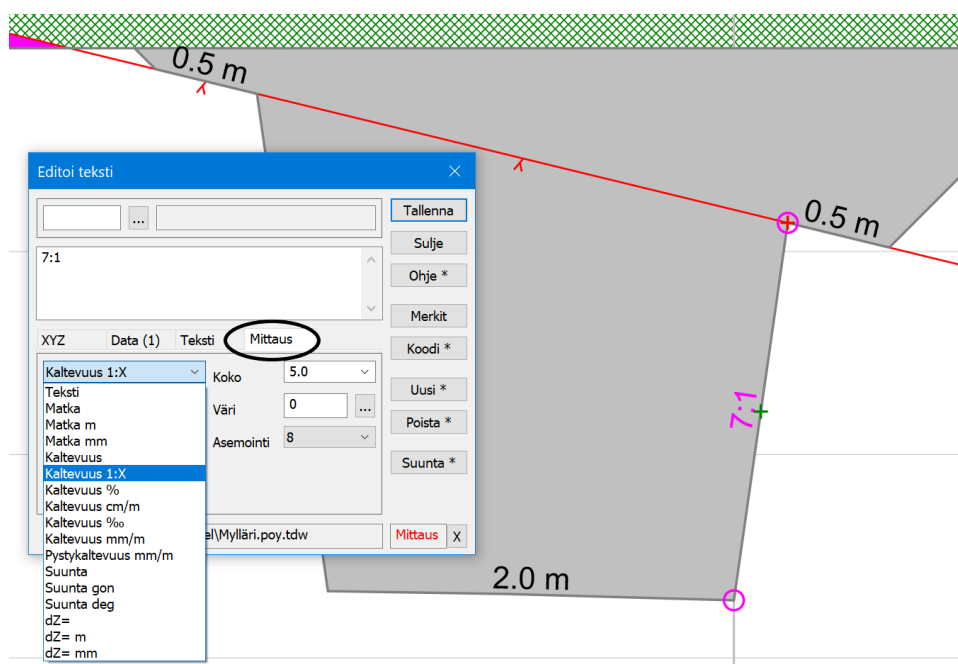 0.5 m
0.5 m
7:1
2.0 m
Editoi teksti
...
Tallenna
Sulje
Ohje *
Merkit
Koodi *
Uusi *
Poista *
Suunta *
7:1
XYZ
Data (1)
Teksti
Mittaus
Kaltevuus 1:X
Koko
5.0
Väri
0
...
Asemointi
8
Teksti
Matka
Matka m
Matka mm
Kaltevuus
Kaltevuus 1:X
Kaltevuus %
Kaltevuus cm/m
Kaltevuus ‰
Kaltevuus mm/m
Pystykaltevuus mm/m
Suunta
Suunta gon
Suunta deg
dZ=
dZ= m
dZ= mm
el\Mylläri.poy.tdw
Mittaus
X